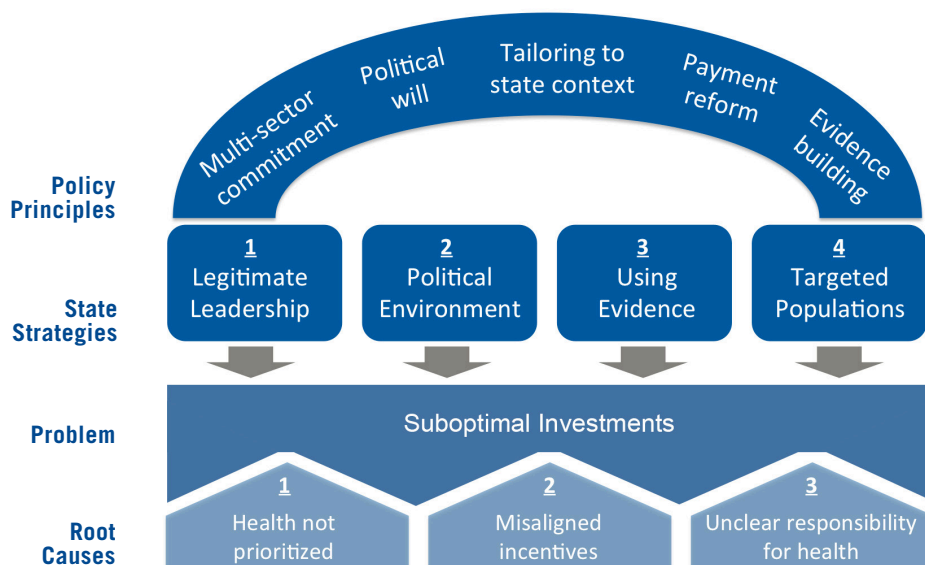 Multi-sector
commitment
Political
will
Tailoring to
state context
Payment
reform
Evidence
building
Policy
Principles
1
Legitimate
Leadership
2
Political
Environment
3
Using
Evidence
4
Targeted
Populations
State
Strategies
Problem
Suboptimal Investments
Root
Causes
1
Health not
prioritized
2
Misaligned
incentives
3
Unclear responsibility
for health